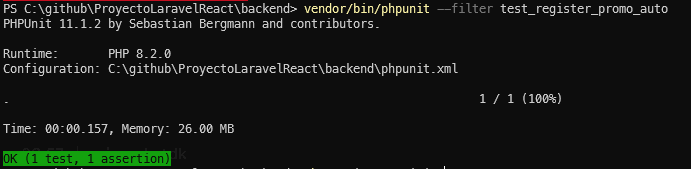 PS C:\github\ProyectoLaravelReact\backend> vendor/bin/phpunit --filter test_register_promo_auto
PHPUnit 11.1.2 by Sebastian Bergmann and contributors.
Runtime: PHP 8.2.0
Configuration: C:\github\ProyectoLaravelReact\backend\phpunit.xml
. 1 / 1 (100%)
Time: 00:00.157, Memory: 26.00 MB
OK (1 test, 1 assertion)